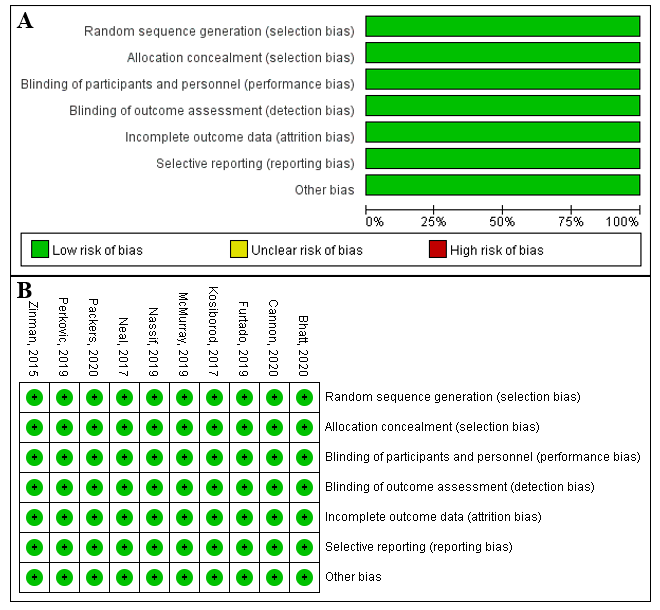 A
Random sequence generation (selection bias)
Allocation concealment (selection bias)
Blinding of participants and personnel (performance bias)
Blinding of outcome assessment (detection bias)
Incomplete outcome data (attrition bias)
Selective reporting (reporting bias)
Other bias
0% 25% 50% 75% 100%
Low risk of bias Unclear risk of bias High risk of bias
B
Zinman, 2015
Perkovic, 2019
Packers, 2020
Neal, 2017
Nassif, 2019
McMurray, 2019
Kosiborod, 2017
Furtado, 2019
Cannon, 2020
Bhatt, 2020
+ + + + + + + + + + Random sequence generation (selection bias)
+ + + + + + + + + + Allocation concealment (selection bias)
+ + + + + + + + + + Blinding of participants and personnel (performance bias)
+ + + + + + + + + + Blinding of outcome assessment (detection bias)
+ + + + + + + + + + Incomplete outcome data (attrition bias)
+ + + + + + + + + + Selective reporting (reporting bias)
+ + + + + + + + + + Other bias